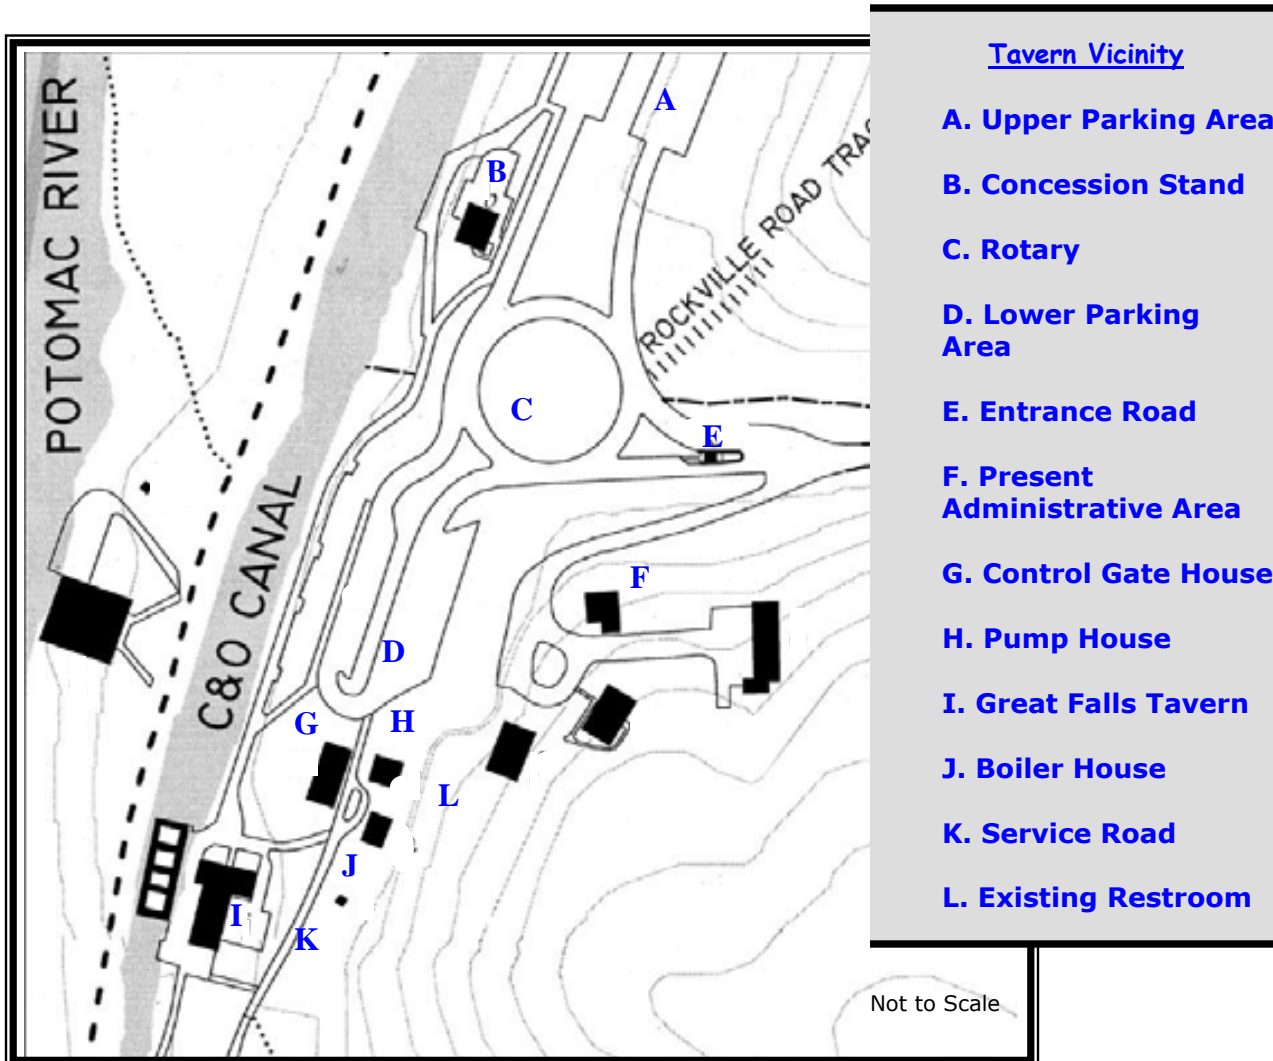 Tavern Vicinity
A. Upper Parking Area
B. Concession Stand
C. Rotary
D. Lower Parking
Area
E. Entrance Road
F. Present
Administrative Area
G. Control Gate House
H. Pump House
I. Great Falls Tavern
J. Boiler House
K. Service Road
L. Existing Restroom
POTOMAC RIVER
C&O CANAL
ROCKVILLE ROAD
A
B
C
E
F
D
G
H
L
J
I
K
Not to Scale